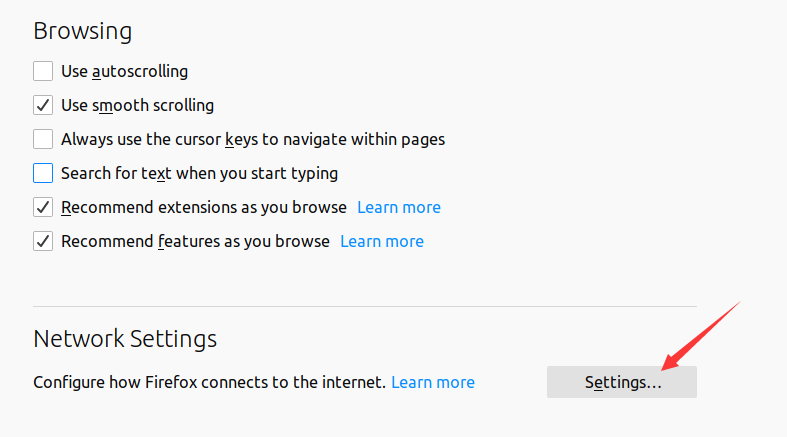 Browsing
Use autoscrolling
Use smooth scrolling
Always use the cursor keys to navigate within pages
Search for text when you start typing
Recommend extensions as you browse Learn more
Recommend features as you browse Learn more
Network Settings
Configure how Firefox connects to the internet. Learn more Settings...